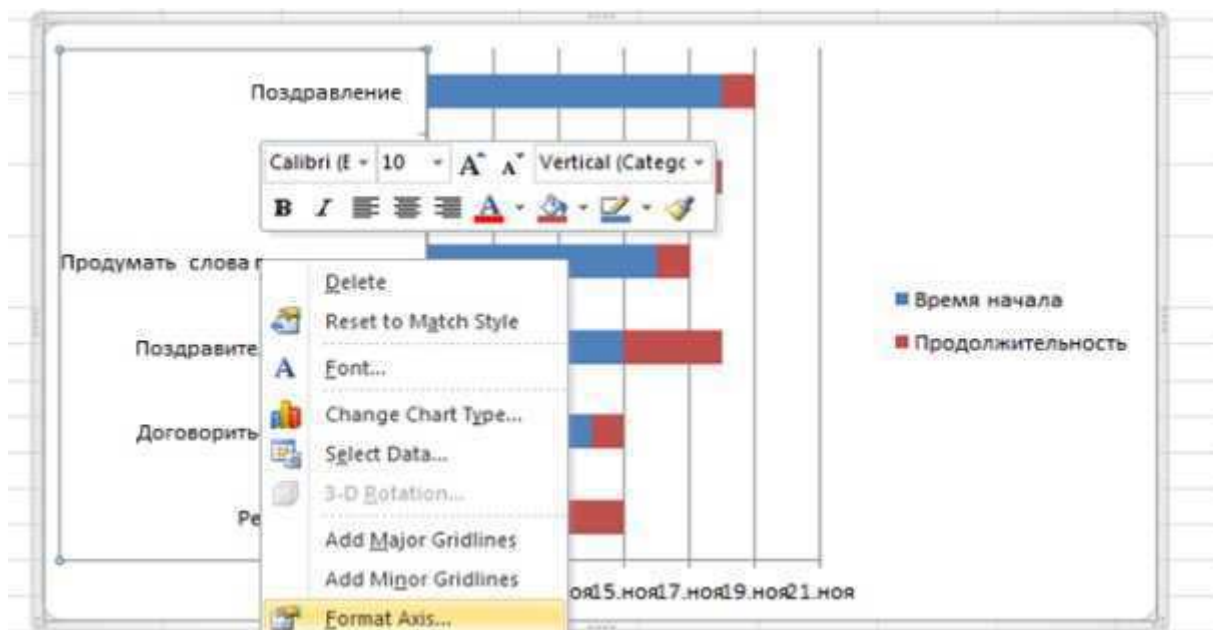 Поздравление
Calibri (E 10 A A Vertical (Categc
B I A
Продумать слова
Delete
Reset to Match Style
Время начала
Поздравите
A Font...
Продолжительность
Change Chart Type...
Договорить
Select Data...
3-D Rotation...
Ре
Add Major Gridlines
Add Minor Gridlines
оя15.ноя17.ноя19.ноя21.ноя
Format Axis...